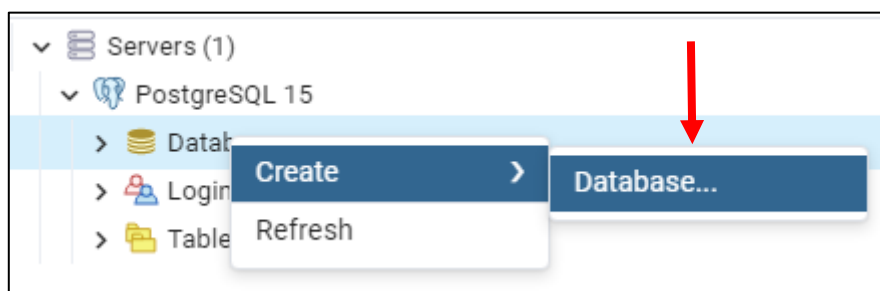 Servers (1)
PostgreSQL 15
Datab
Create
Database...
Login
Refresh
Table